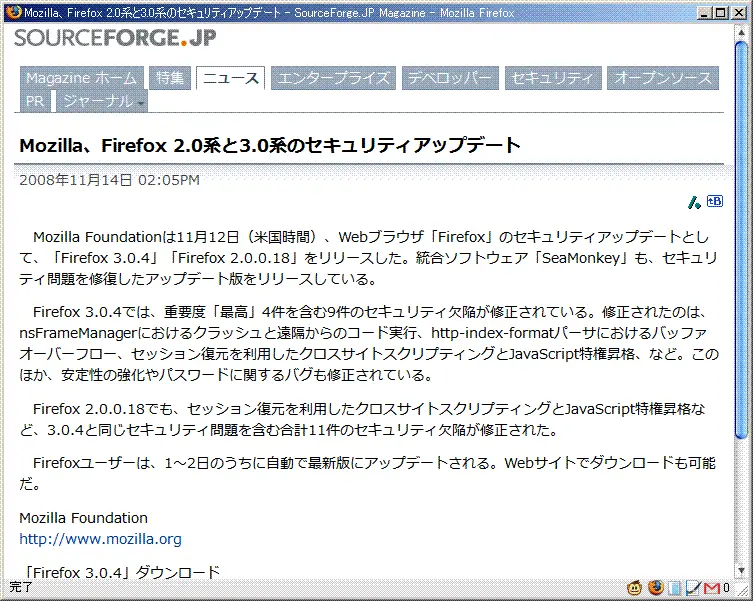 Mozilla、Firefox 2.0系と3.0系のセキュリティアップデート - SourceForge.JP Magazine - Mozilla Firefox
SOURCEFORGE.JP
Magazine ホーム 特集 ニュース エンタープライズ デベロッパー セキュリティ オープンソース
PR ジャーナル
Mozilla、Firefox 2.0系と3.0系のセキュリティアップデート
2008年11月14日 02:05PM
tB
Mozilla Foundationは11月12日（米国時間）、Webブラウザ「Firefox」のセキュリティアップデートとし
て、「Firefox 3.0.4」「Firefox 2.0.0.18」をリリースした。統合ソフトウェア「SeaMonkey」も、セキュリ
ティ問題を修復したアップデート版をリリースしている。
Firefox 3.0.4では、重要度「最高」4件を含む9件のセキュリティ欠陥が修正されている。修正されたのは、
nsFrameManagerにおけるクラッシュと遠隔からのコード実行、http-index-formatパーサにおけるバッファ
オーバーフロー、セッション復元を利用したクロスサイトスクリプティングとJavaScript特権昇格、など。この
ほか、安定性の強化やパスワードに関するバグも修正されている。
Firefox 2.0.0.18でも、セッション復元を利用したクロスサイトスクリプティングとJavaScript特権昇格な
ど、3.0.4と同じセキュリティ問題を含む合計11件のセキュリティ欠陥が修正された。
Firefoxユーザーは、1～2日のうちに自動で最新版にアップデートされる。Webサイトでダウンロードも可能
だ。
Mozilla Foundation
http://www.mozilla.org
「Firefox 3.0.4」ダウンロード
完了 0